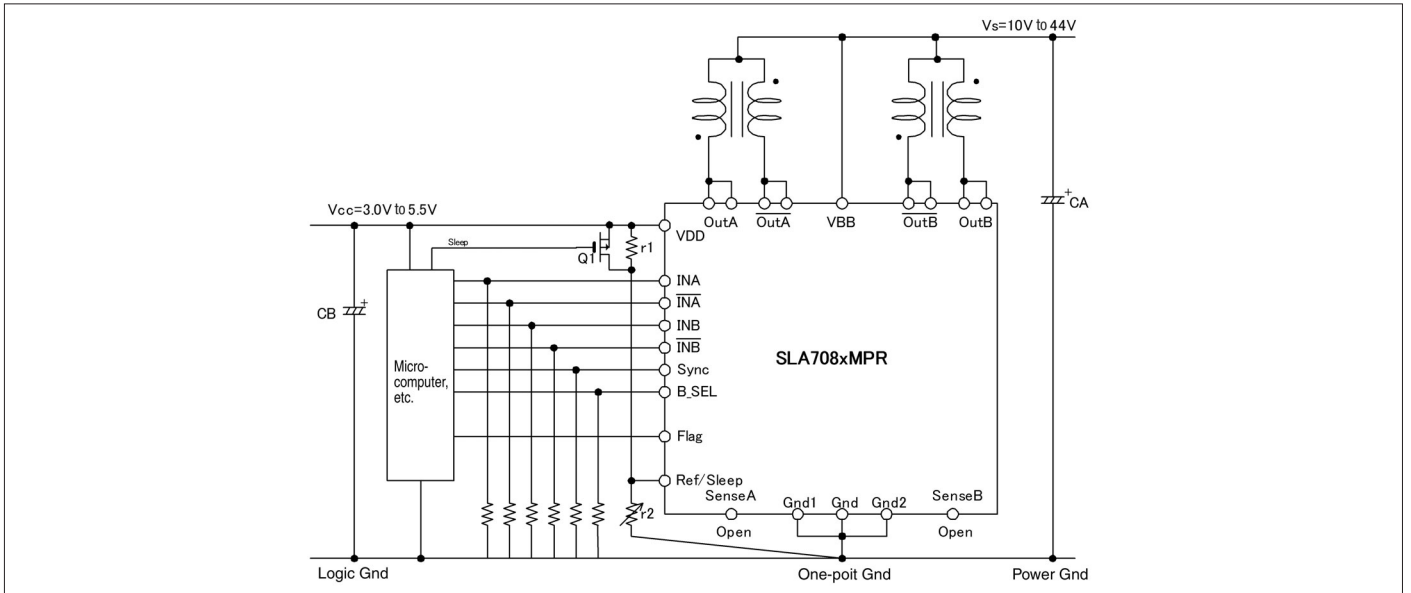 Vs=10V to 44V
CA
Vcc=3.0V to 5.5V
OutA
OutA
VBB
OutB
OutB
Sleep
Q1
r1
VDD
INA
INA
INB
INB
Sync
B_SEL
Flag
Ref/Sleep
CB
Micro-
computer,
etc.
SLA708xMPR
r2
SenseA
Gnd1
Gnd
Gnd2
SenseB
Open
Open
Logic Gnd
One-poit Gnd
Power Gnd